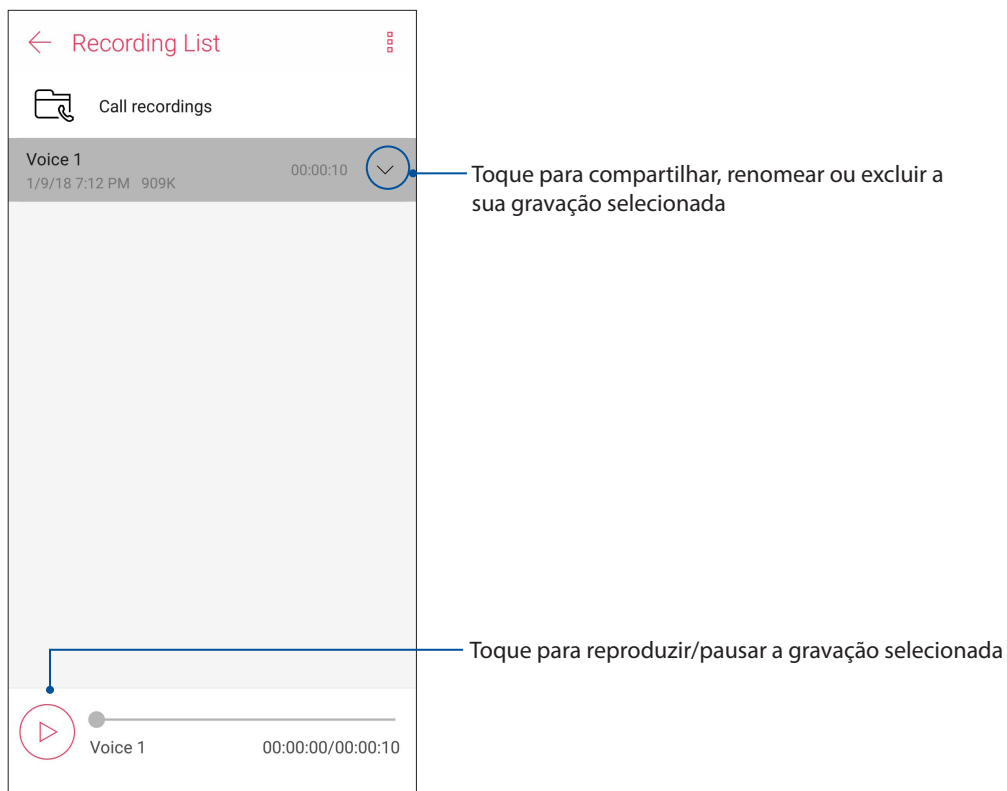 Recording List
Call recordings
Voice 1
00:00:10
1/9/18 7:12 PM 909K
Toque para compartilhar, renomear ou excluir a
sua gravação selecionada
Toque para reproduzir/pausar a gravação selecionada
Voice 1
00:00:00/00:00:10